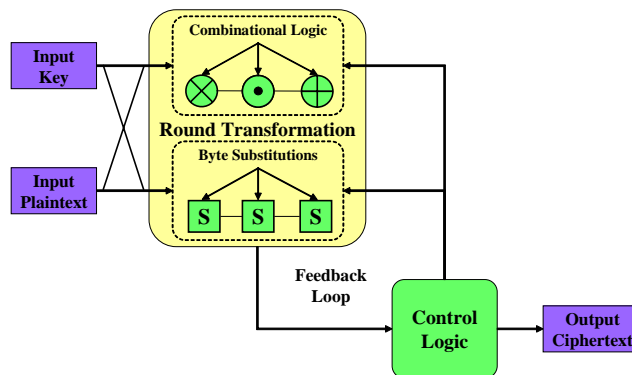 Combinational Logic
Input
Key
Round Transformation
Byte Substitutions
Input
Plaintext
S
S
S
Feedback
Loop
Control
Logic
Output
Ciphertext